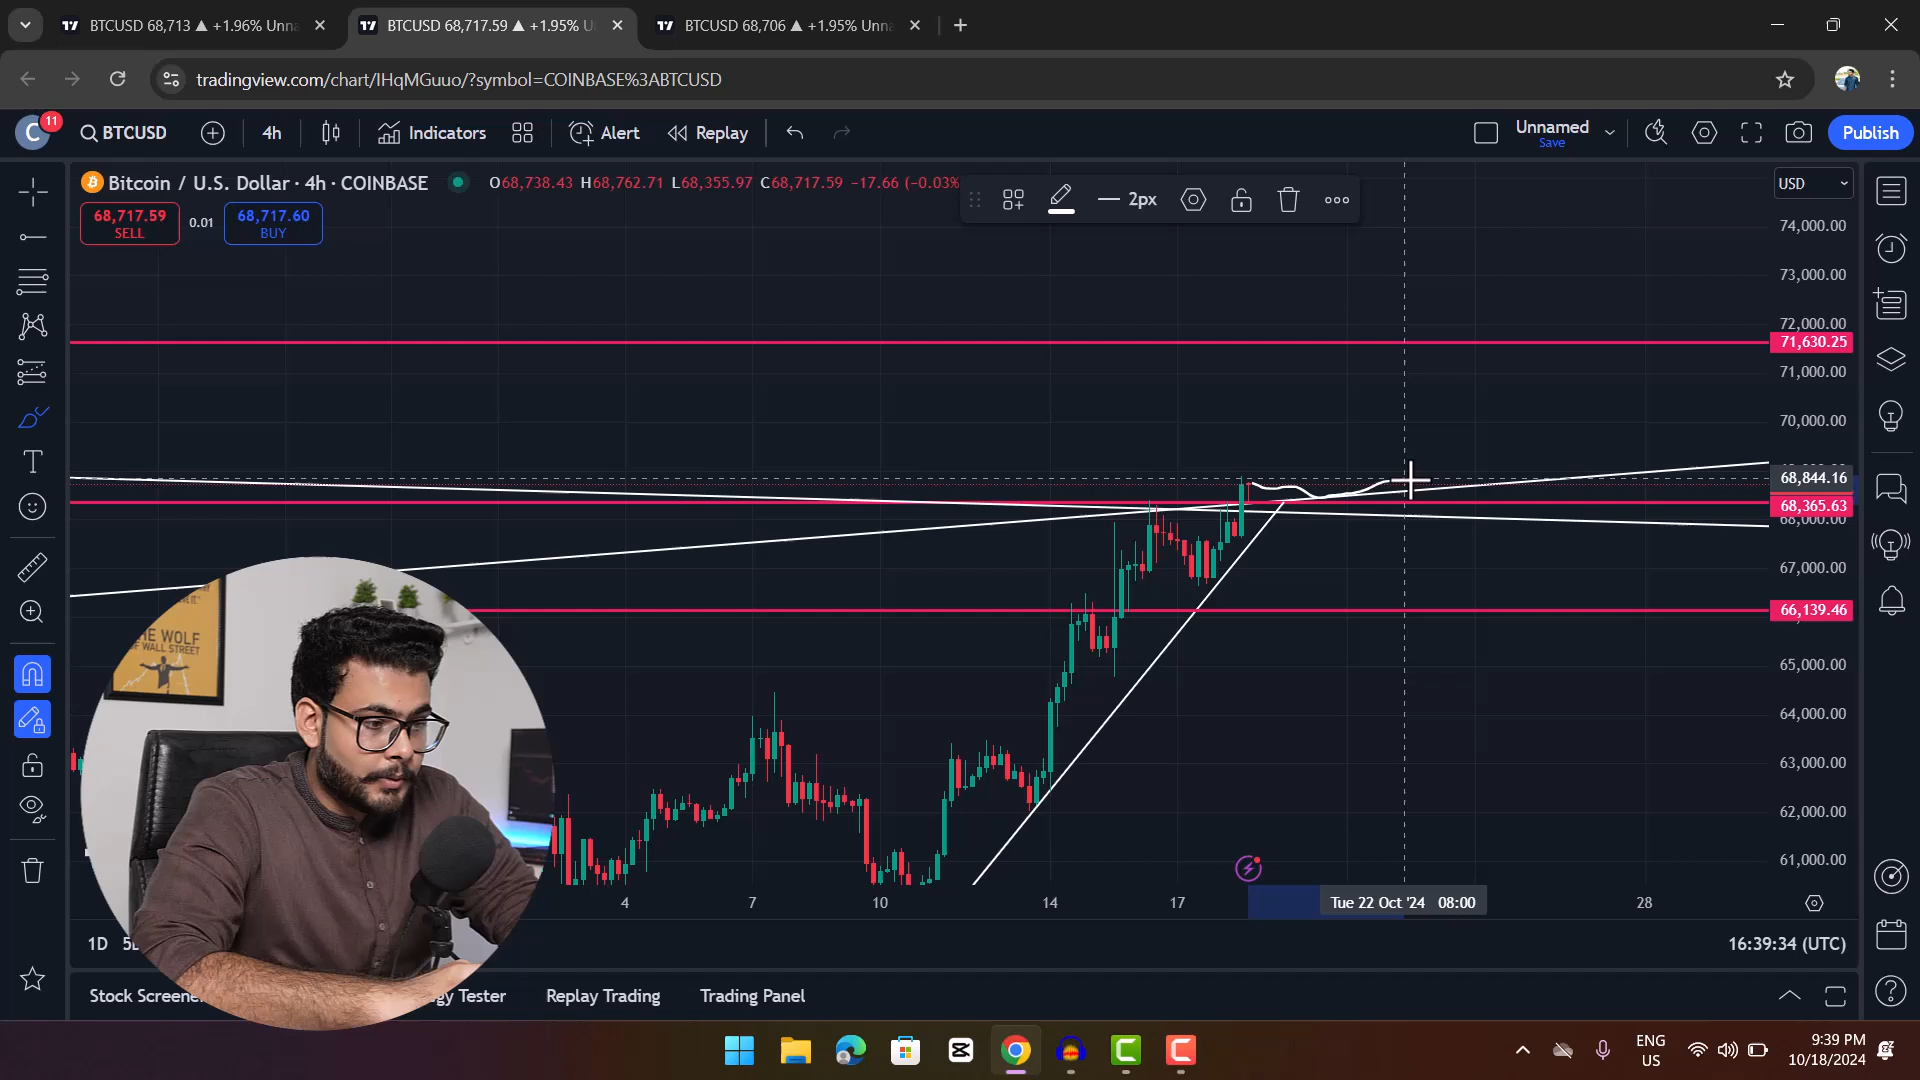 BTCUSD 68,713 ▲ +1.96% Unna
BTCUSD 68,717.59 ▲ +1.95% U
BTCUSD 68,706 ▲ +1.95% Unna
tradingview.com/chart/IHqMGuuo/?symbol=COINBASE%3ABTCUSD
C 11 BTCUSD 4h Indicators Alert Replay Unnamed Save Publish
Bitcoin / U.S. Dollar · 4h · COINBASE O68,738.43 H68,762.71 L68,355.97 C68,717.59 -17.66 (-0.03%
2px
USD
68,717.59 SELL
0.01
68,717.60 BUY
74,000.00
73,000.00
72,000.00
71,630.25
71,000.00
70,000.00
68,844.16
68,365.63
68,000.00
67,000.00
66,139.46
65,000.00
64,000.00
63,000.00
62,000.00
61,000.00
HE WOLF
OF WALL STREET
4 7 10 14 17 Tue 22 Oct '24 08:00 28
1D
16:39:34 (UTC)
Stock Screene gy Tester Replay Trading Trading Panel
ENG
US
9:39 PM
10/18/2024